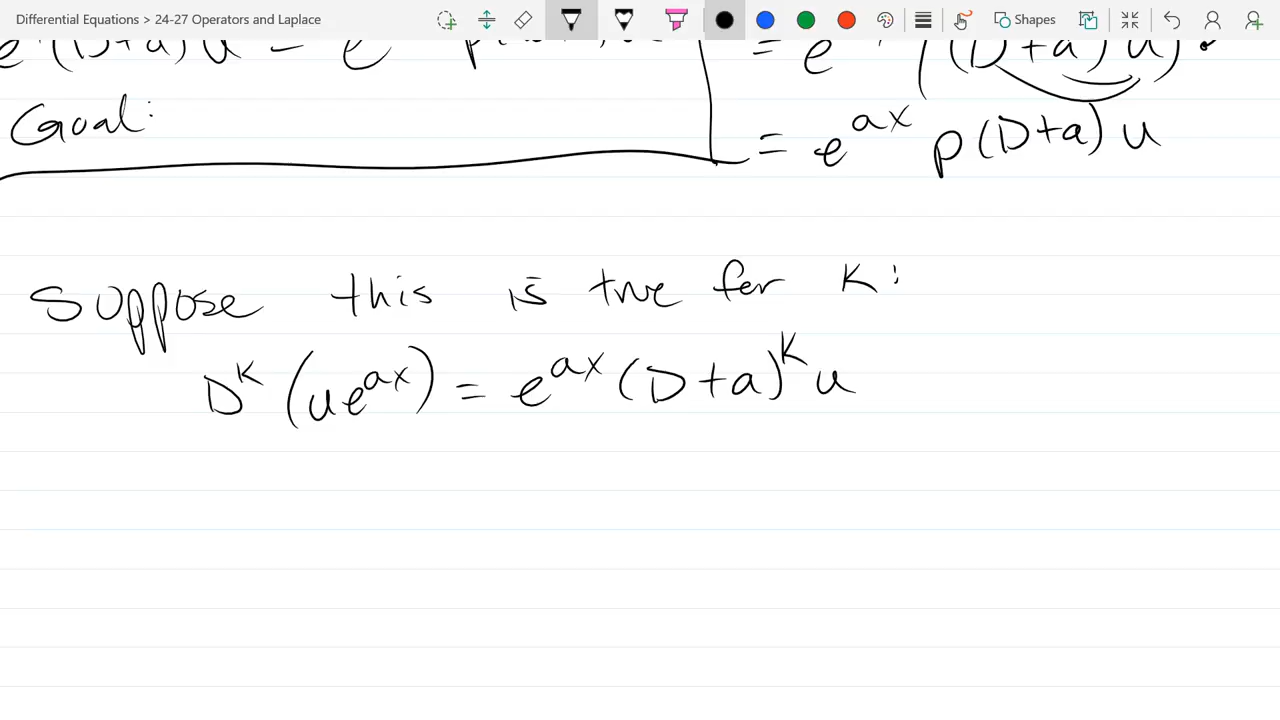 Differential Equations > 24-27 Operators and Laplace
Shapes
(D+a)u
= e ((D+a)u)
Goal:
= e^{ax} p(D+a)u
Suppose this is true for K:
D^K (ue^{ax}) = e^{ax} (D+a)^K u